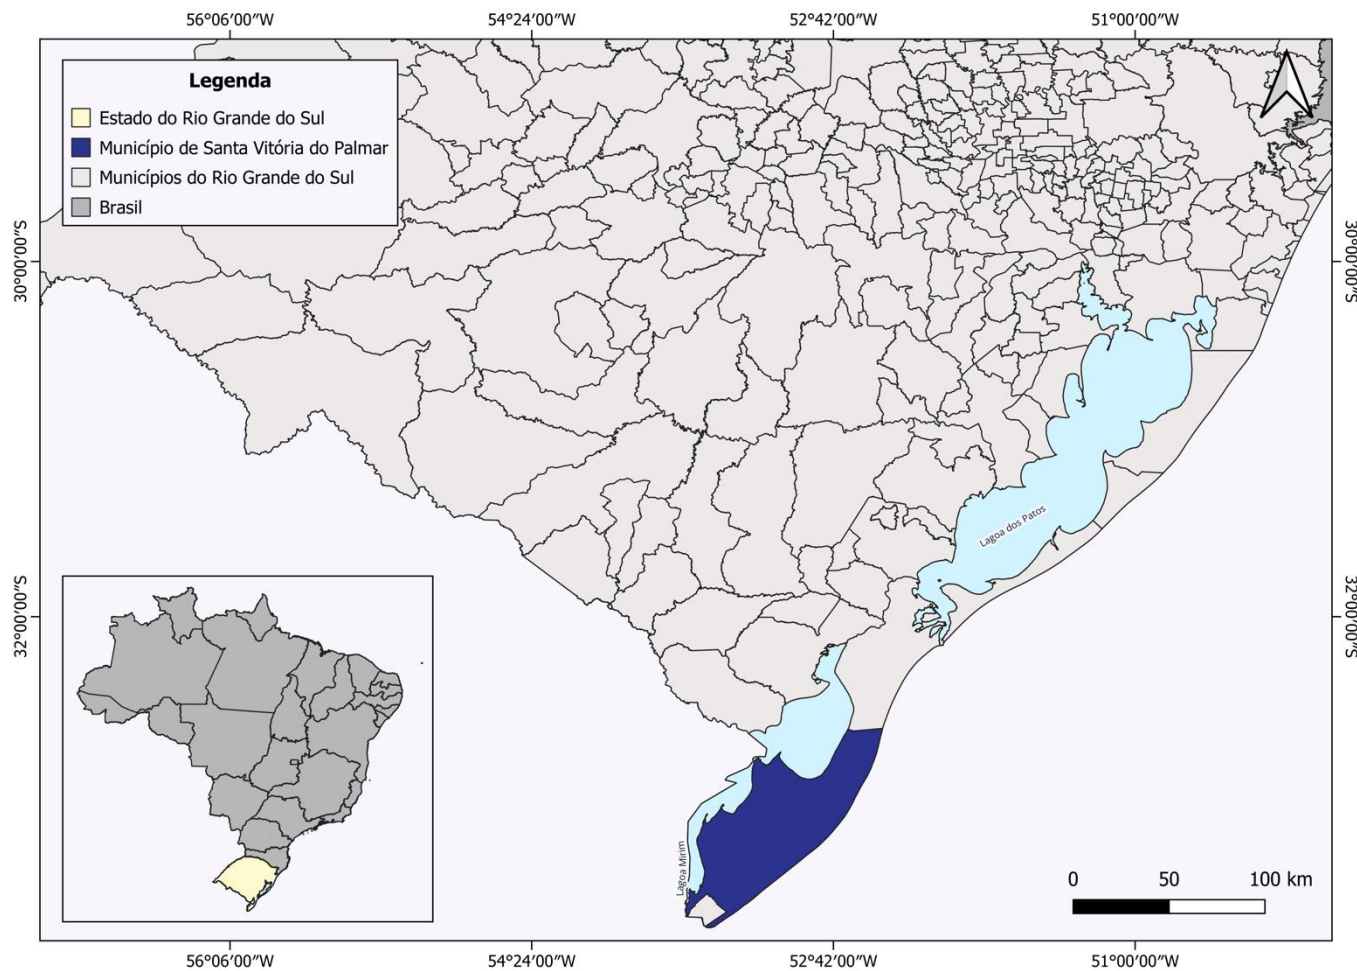 56°06′00″W 54°24′00″W 52°42′00″W 51°00′00″W
Legenda
Estado do Rio Grande do Sul
Município de Santa Vitória do Palmar
Municípios do Rio Grande do Sul
Brasil
30°00′00″S 30°00′00″S
Lagoa dos Patos
32°00′00″S 32°00′00″S
Lagoa Mirim
0 50 100 km
56°06′00″W 54°24′00″W 52°42′00″W 51°00′00″W